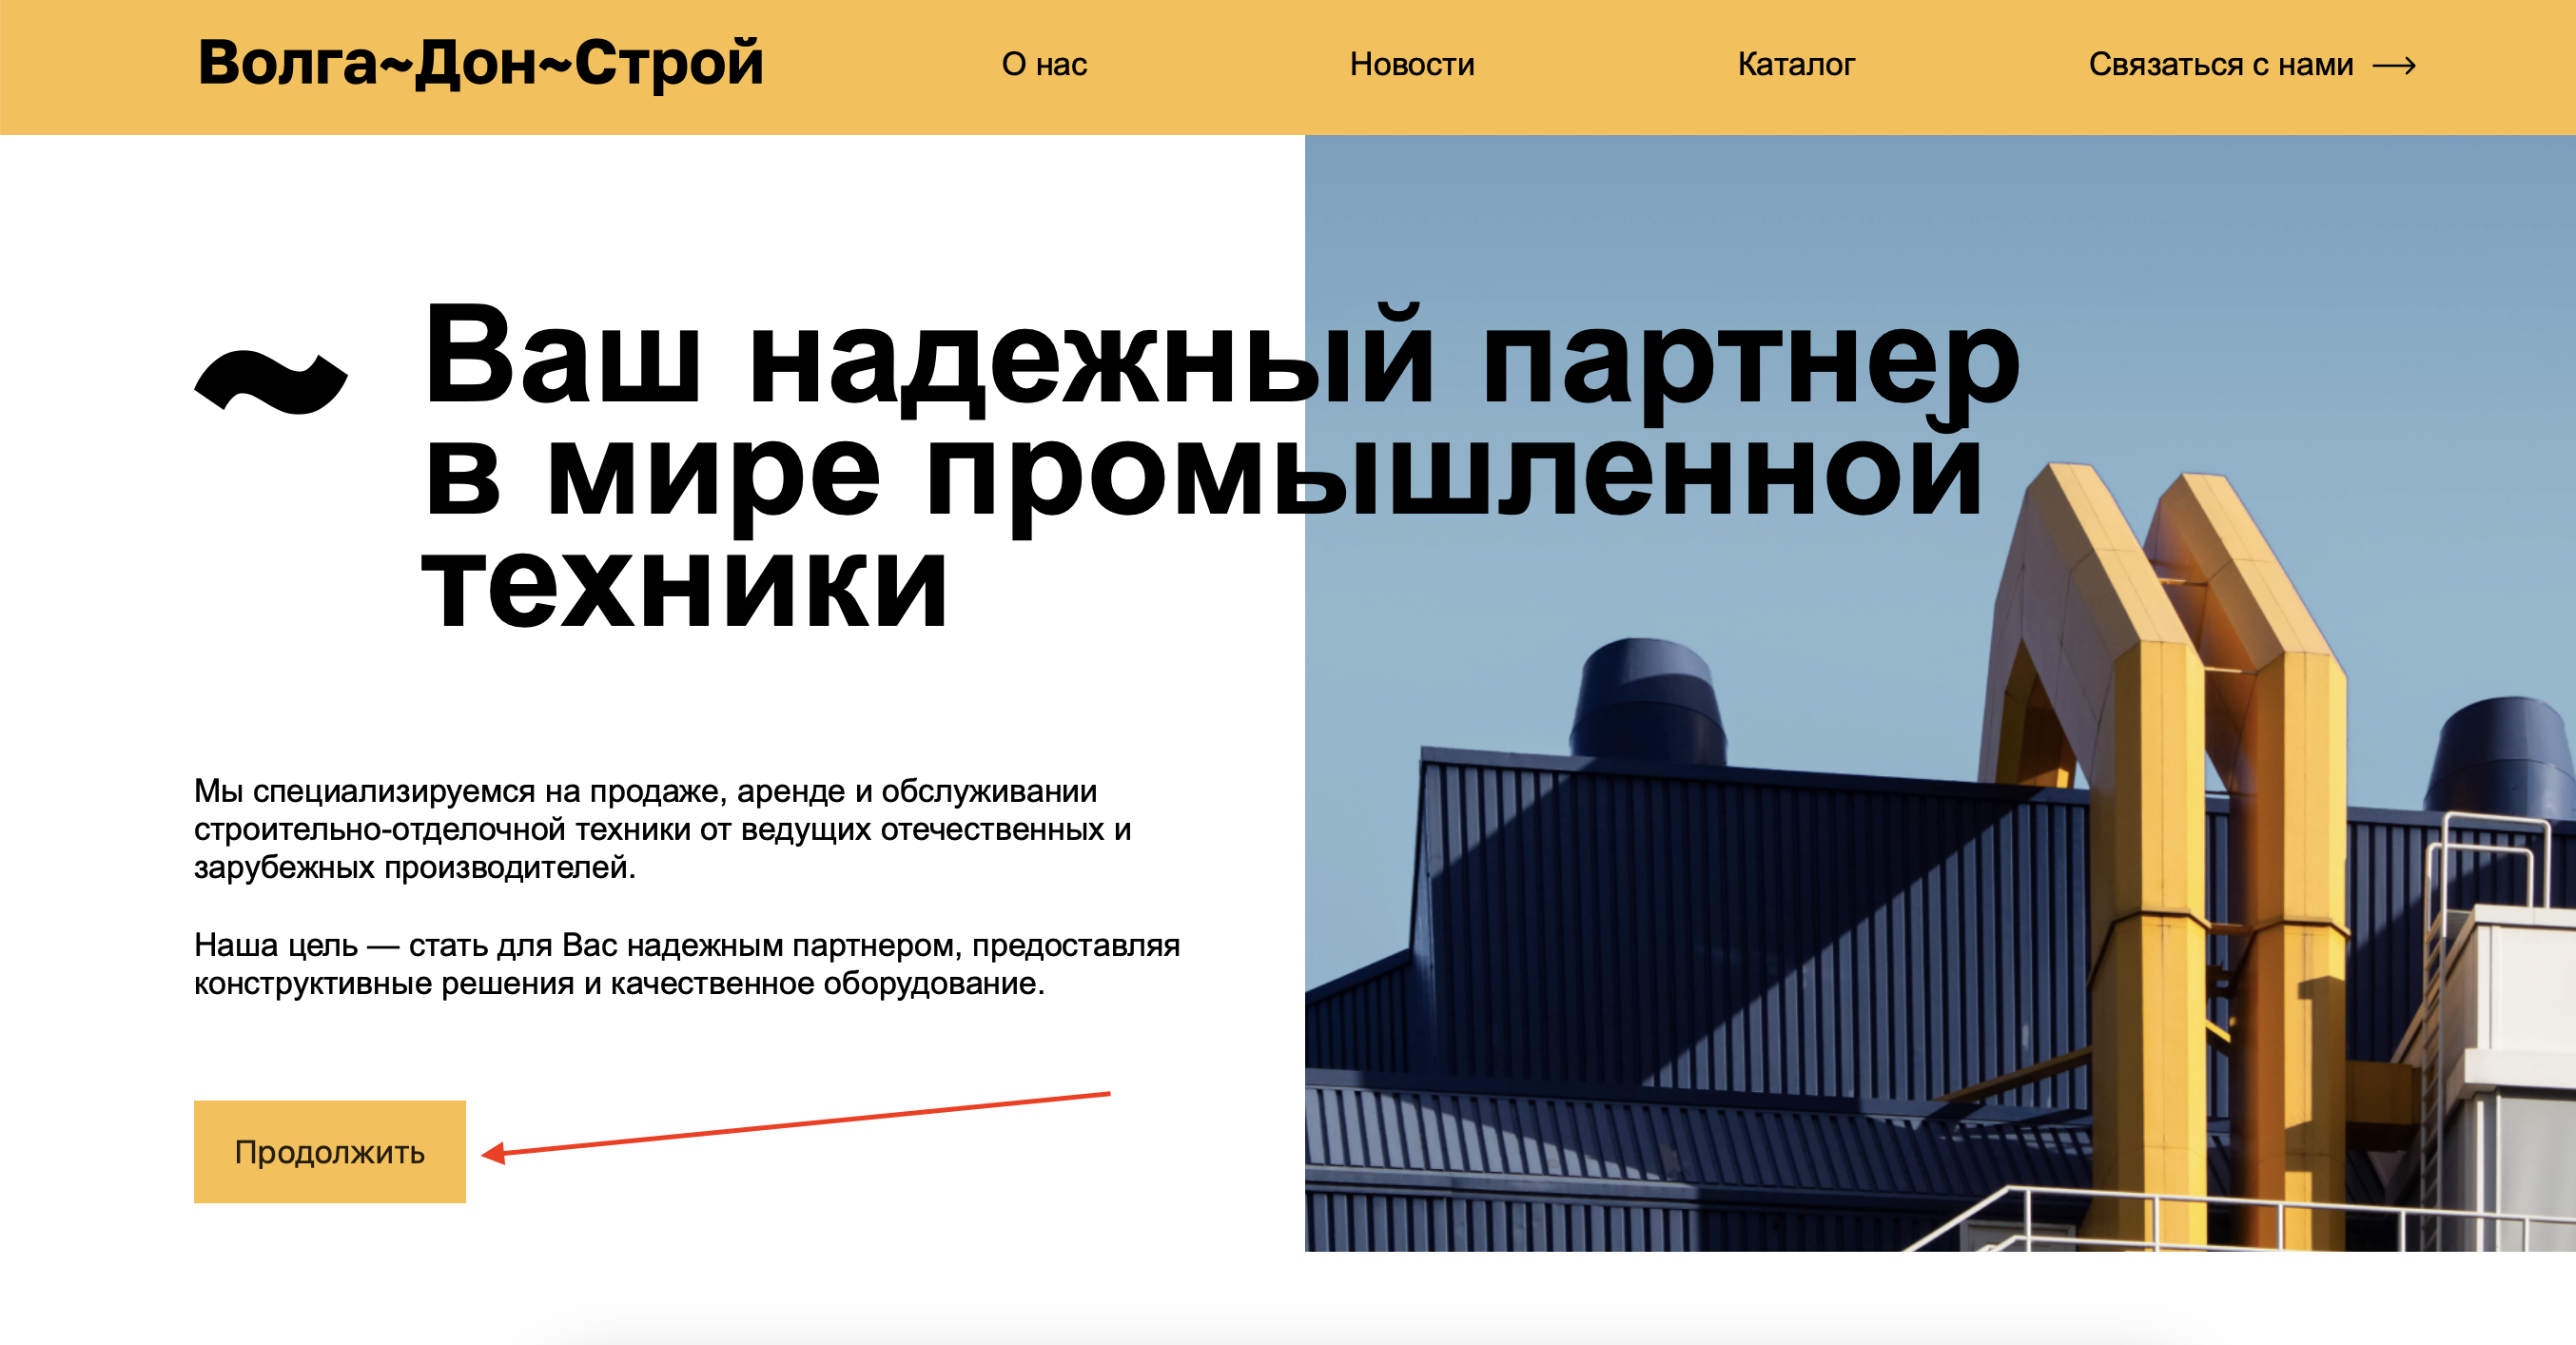 Волга~Дон~Строй
О нас
Новости
Каталог
Связаться с нами →
~ Ваш надежный партнер
в мире промышленной
техники
Мы специализируемся на продаже, аренде и обслуживании
строительно-отделочной техники от ведущих отечественных и
зарубежных производителей.
Наша цель — стать для Вас надежным партнером, предоставляя
конструктивные решения и качественное оборудование.
Продолжить